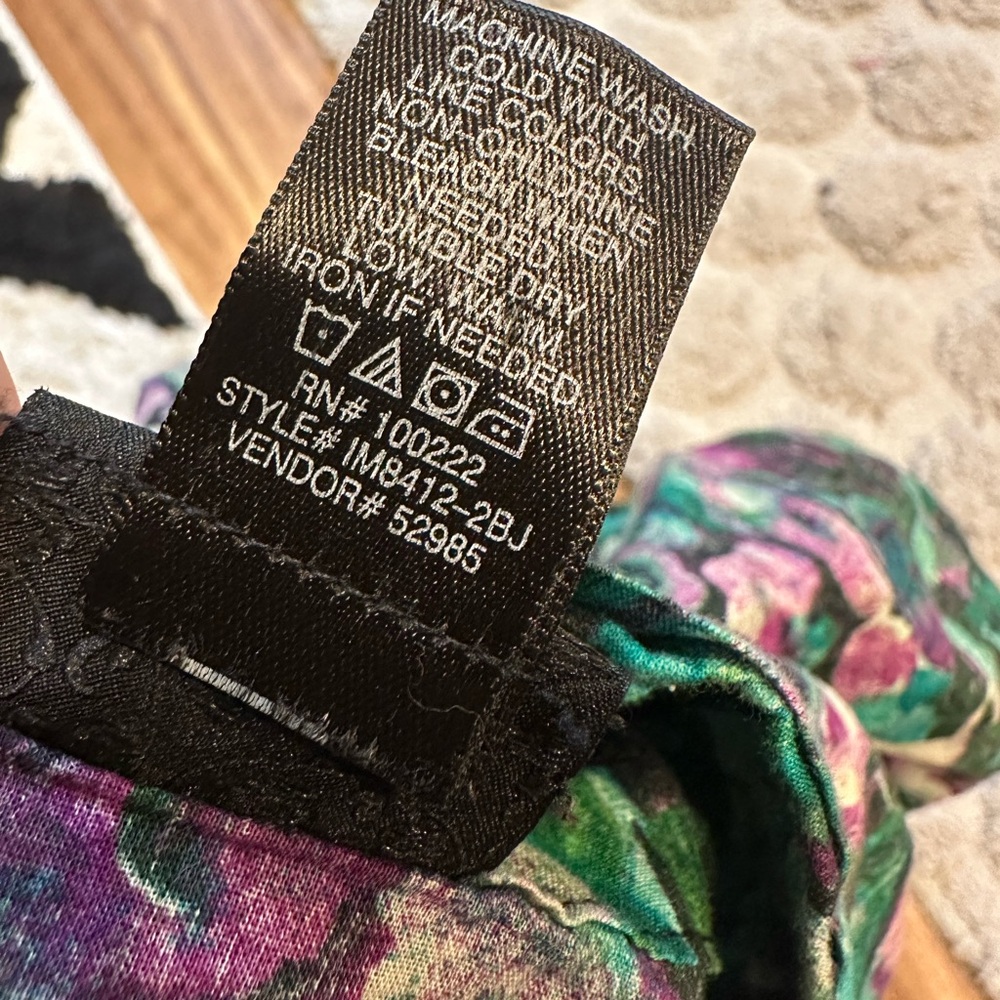 MACHINE WASH
COLD WITH
LIKE COLORS,
NON-CHLORINE
BLEACH WHEN
NEEDED,
TUMBLE DRY
LOW, WARM
IRON IF NEEDED
RN# 100222
STYLE# IM8412-2BJ
VENDOR# 52985